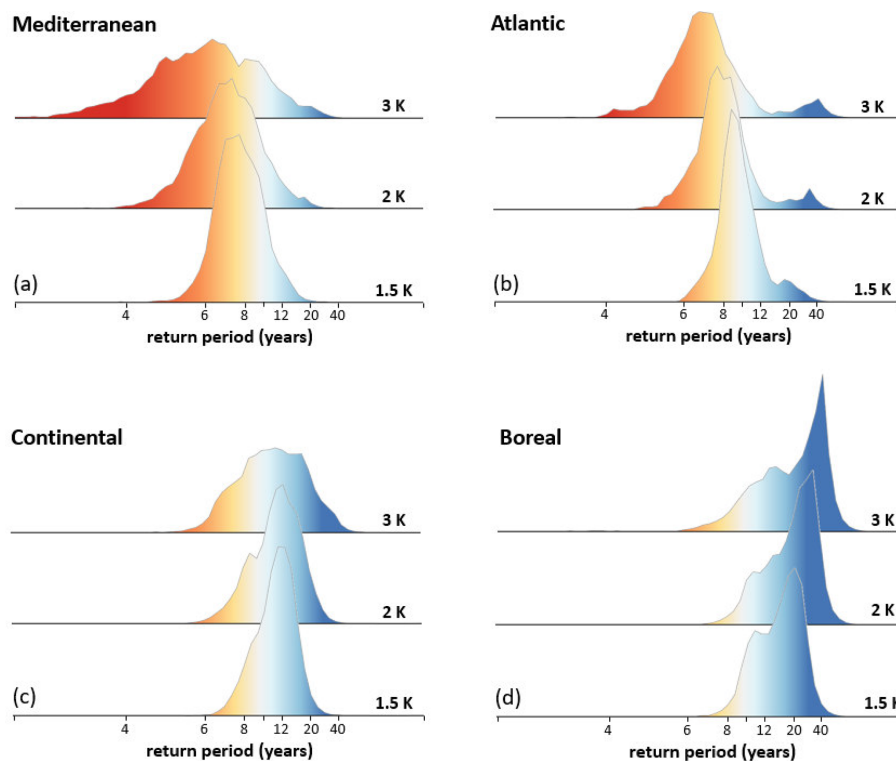 Mediterranean
3 K
2 K
1.5 K
(a)
4 6 8 12 20 40
return period (years)
Atlantic
3 K
2 K
1.5 K
(b)
4 6 8 12 20 40
return period (years)
Continental
3 K
2 K
1.5 K
(c)
4 6 8 12 20 40
return period (years)
Boreal
3 K
2 K
1.5 K
(d)
4 6 8 12 20 40
return period (years)